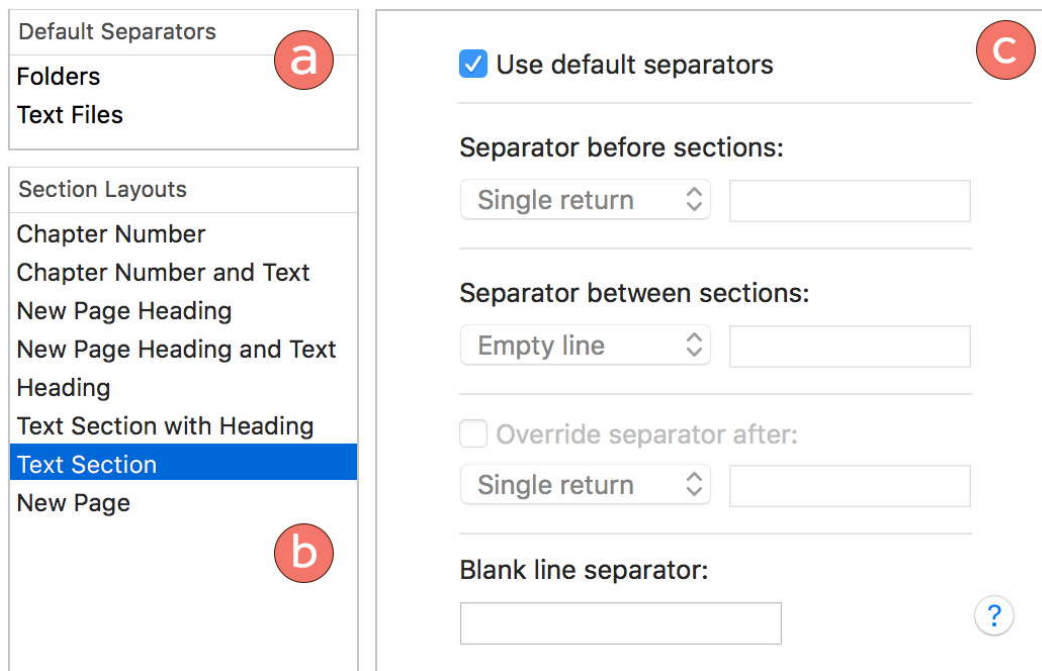 Default Separators
a
Folders
Text Files
Section Layouts
Chapter Number
Chapter Number and Text
New Page Heading
New Page Heading and Text
Heading
Text Section with Heading
Text Section
New Page
b
c
Use default separators
Separator before sections:
Single return
Separator between sections:
Empty line
Override separator after:
Single return
Blank line separator:
?